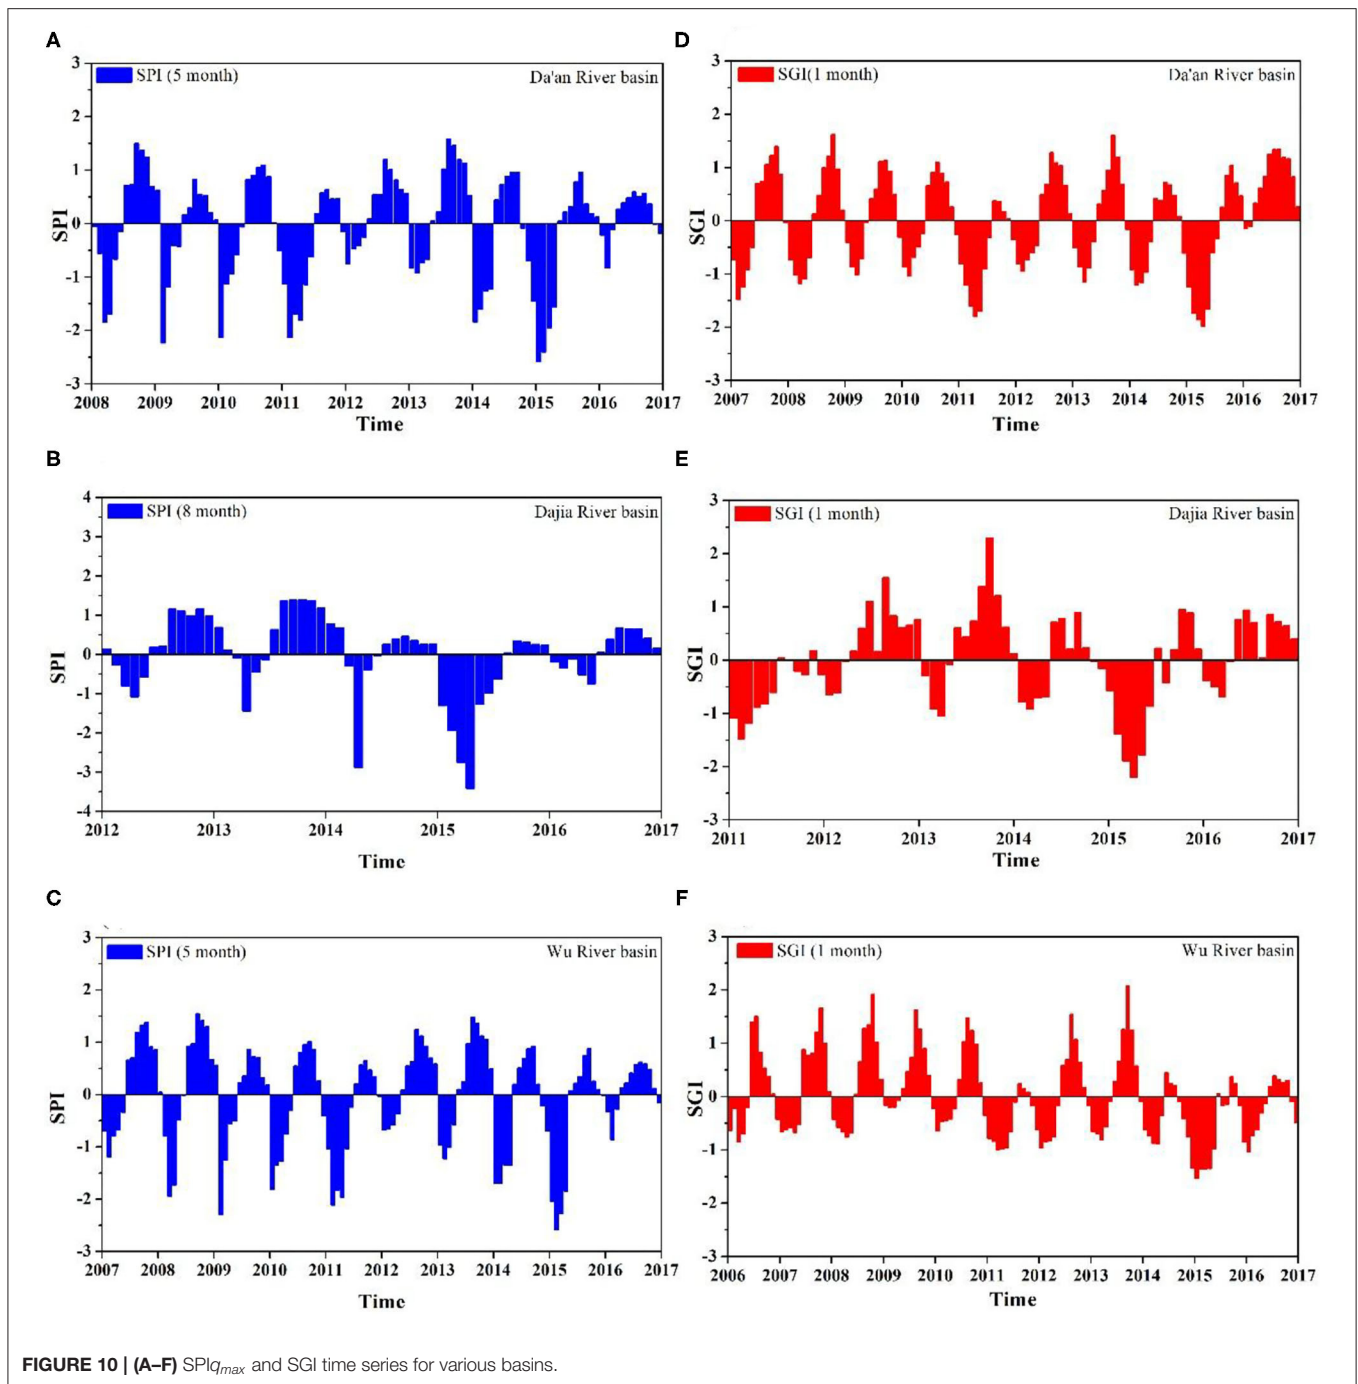 A
SPI (5 month)
Da'an River basin
3
2
1
0
-1
-2
-3
SPI
2008 2009 2010 2011 2012 2013 2014 2015 2016 2017
Time
D
SGI(1 month)
Da'an River basin
3
2
1
0
-1
-2
-3
SGI
2007 2008 2009 2010 2011 2012 2013 2014 2015 2016 2017
Time
B
SPI (8 month)
Dajia River basin
4
3
2
1
0
-1
-2
-3
-4
SPI
2012 2013 2014 2015 2016 2017
Time
E
SGI (1 month)
Dajia River basin
3
2
1
0
-1
-2
-3
SGI
2011 2012 2013 2014 2015 2016 2017
Time
C
SPI (5 month)
Wu River basin
3
2
1
0
-1
-2
-3
SPI
2007 2008 2009 2010 2011 2012 2013 2014 2015 2016 2017
Time
F
SGI (1 month)
Wu River basin
3
2
1
0
-1
-2
-3
SGI
2006 2007 2008 2009 2010 2011 2012 2013 2014 2015 2016 2017
Time
FIGURE 10 | (A–F) SPIqmax and SGI time series for various basins.